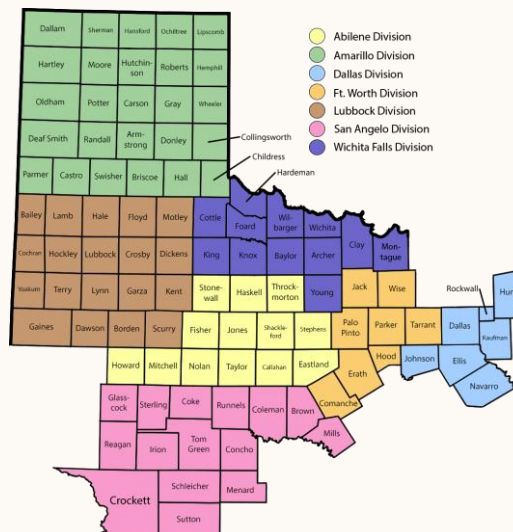 Dallam
Sherman
Hansford
Ochiltree
Lipscomb
Hartley
Moore
Hutchin-
son
Roberts
Hemphill
Oldham
Potter
Carson
Gray
Wheeler
Deaf Smith
Randall
Arm-
strong
Donley
Collingsworth
Parmer
Castro
Swisher
Briscoe
Hall
Childress
Hardeman
Abilene Division
Amarillo Division
Dallas Division
Ft. Worth Division
Lubbock Division
San Angelo Division
Wichita Falls Division
Bailey
Lamb
Hale
Floyd
Motley
Cottle
Foard
Wil-
barger
Wichita
Clay
Mon-
tague
Cochran
Hockley
Lubbock
Crosby
Dickens
King
Knox
Baylor
Archer
Yoakum
Terry
Lynn
Garza
Kent
Stone-
wall
Haskell
Throck-
morton
Young
Jack
Wise
Rockwall
Hun
Gaines
Dawson
Borden
Scurry
Fisher
Jones
Shackle-
ford
Stephens
Palo
Pinto
Parker
Tarrant
Dallas
Kaufman
Howard
Mitchell
Nolan
Taylor
Callahan
Eastland
Erath
Hood
Johnson
Ellis
Navarro
Comanche
Glass-
cock
Sterling
Coke
Runnels
Coleman
Brown
Mills
Reagan
Irion
Tom
Green
Concho
Crockett
Schleicher
Menard
Sutton